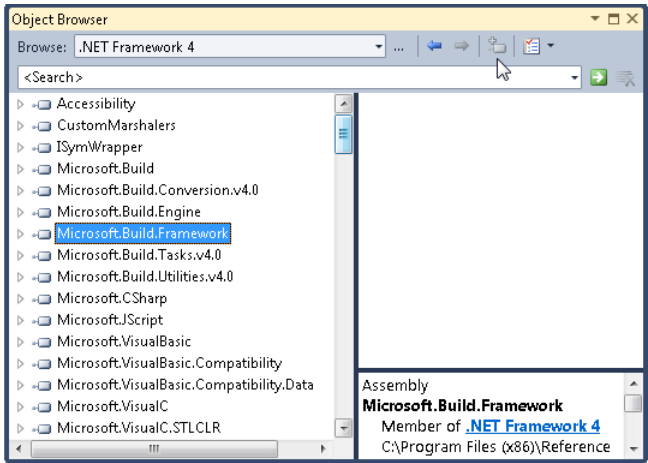 Object Browser
Browse: .NET Framework 4 ...
<Search>
Accessibility
CustomMarshalers
ISymWrapper
Microsoft.Build
Microsoft.Build.Conversion.v4.0
Microsoft.Build.Engine
Microsoft.Build.Framework
Microsoft.Build.Tasks.v4.0
Microsoft.Build.Utilities.v4.0
Microsoft.CSharp
Microsoft.JScript
Microsoft.VisualBasic
Microsoft.VisualBasic.Compatibility
Microsoft.VisualBasic.Compatibility.Data
Microsoft.VisualC
Microsoft.VisualC.STLCLR
Assembly
Microsoft.Build.Framework
Member of .NET Framework 4
C:\Program Files (x86)\Reference